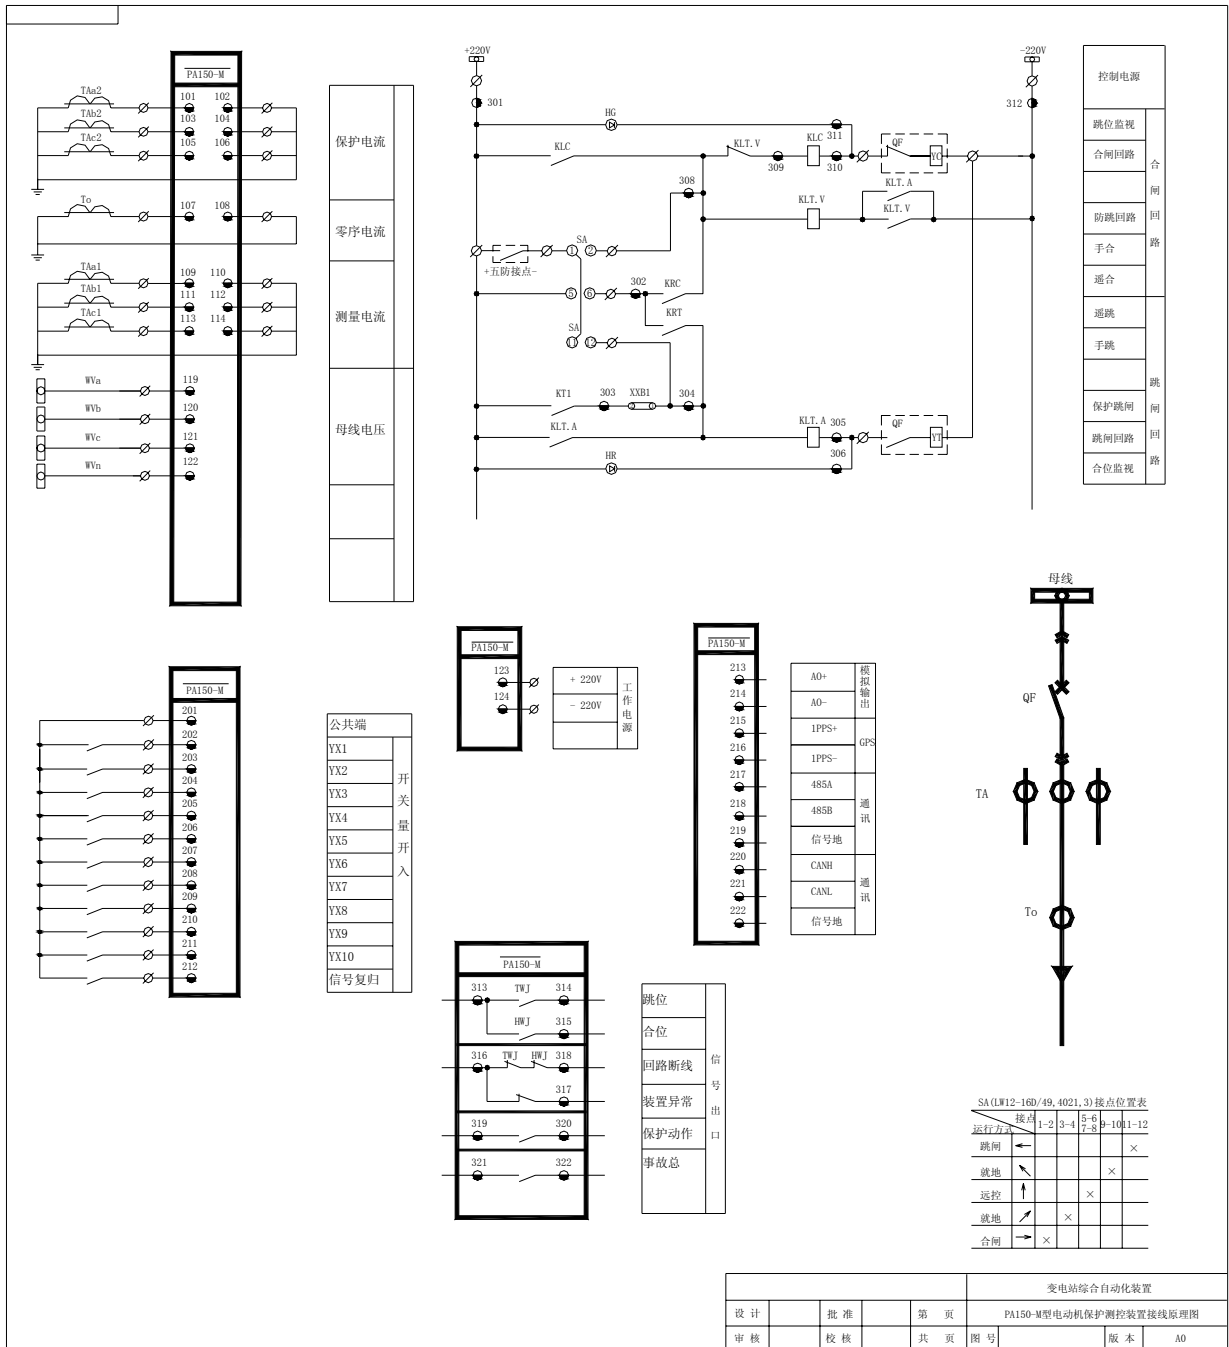 PA150-M
TAa2
101 102
TAb2
103 104
TAc2
105 106
To
107 108
TAa1
109 110
TAb1
111 112
TAc1
113 114
WVa
119
WVb
120
WVc
121
WVn
122
保护电流
零序电流
测量电流
母线电压
+220V
-220V
301
312
HG
311
KLC
KLT.V
309
KLC
310
QF
YC
308
KLT.V
KLT.A
KLT.V
+五防接点-
SA
1 2
5 6
302
KRC
KRT
SA
11 12
KT1
303
XXB1
304
KLT.A
KLT.A
305
QF
YT
306
HR
控制电源
跳位监视
合闸回路
防跳回路
手合
遥合
合闸回路
遥跳
手跳
保护跳闸
跳闸回路
合位监视
跳闸回路
PA150-M
201
202
203
204
205
206
207
208
209
210
211
212
公共端
YX1
YX2
YX3
YX4
YX5
YX6
YX7
YX8
YX9
YX10
信号复归
开关量开入
PA150-M
123
124
+ 220V
- 220V
工作电源
PA150-M
213
214
215
216
217
218
219
220
221
222
AO+
AO-
模拟输出
1PPS+
1PPS-
GPS
485A
485B
信号地
通讯
CANH
CANL
信号地
通讯
PA150-M
313 TWJ 314
HWJ 315
316 TWJ HWJ 318
317
319 320
321 322
跳位
合位
回路断线
装置异常
保护动作
事故总
信号出口
母线
QF
TA
To
SA(LW12-16D/49,4021,3)接点位置表
接点
运行方式
1-2 3-4 5-6 7-8 9-10 11-12
跳闸 ← ×
就地 ↖ ×
远控 ↑ ×
就地 ↗ ×
合闸 → ×
变电站综合自动化装置
设 计 批 准 第 页 PA150-M型电动机保护测控装置接线原理图
审 核 校 核 共 页 图 号 版 本 A0